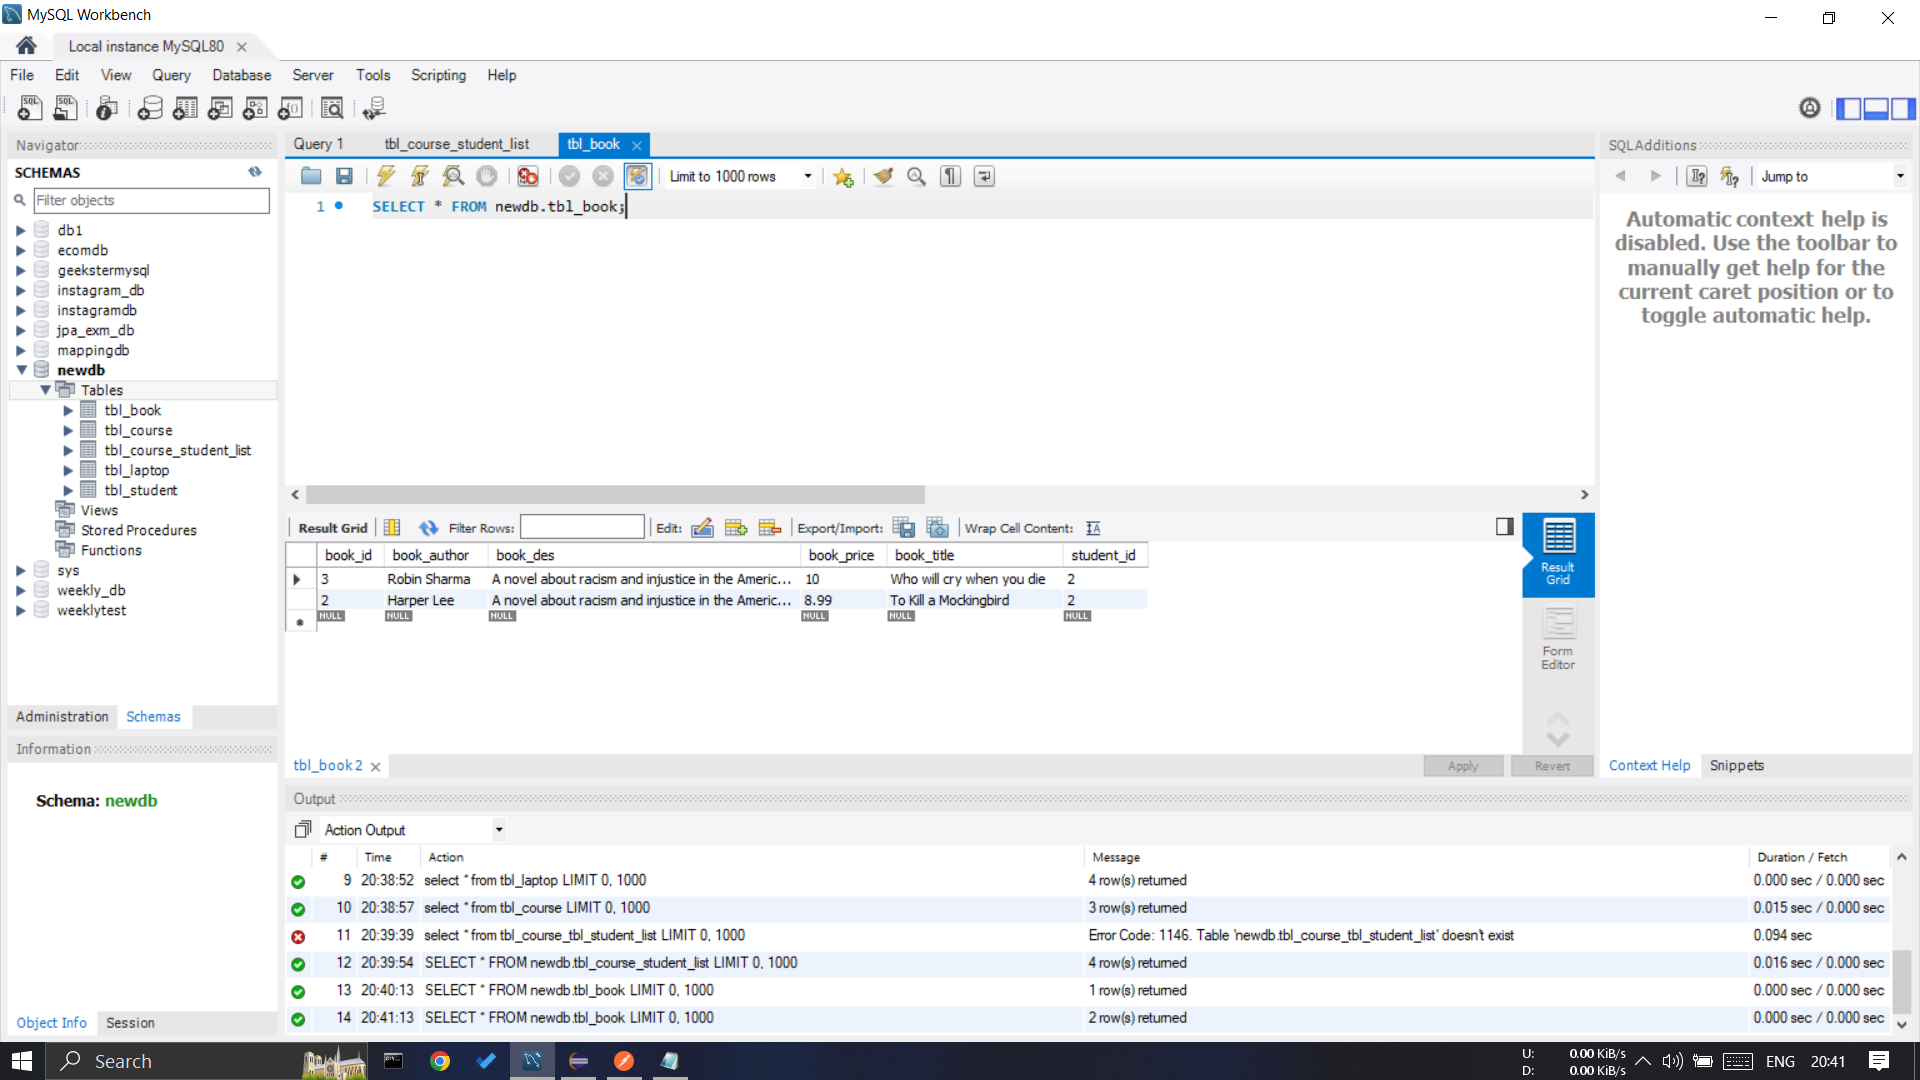 MySQL Workbench
Local instance MySQL80
File Edit View Query Database Server Tools Scripting Help
Navigator
SCHEMAS
Filter objects
db1
ecomdb
geekstermysql
instagram_db
instagramdb
jpa_exm_db
mappingdb
newdb
Tables
tbl_book
tbl_course
tbl_course_student_list
tbl_laptop
tbl_student
Views
Stored Procedures
Functions
sys
weekly_db
weeklytest
Administration Schemas
Information
Schema: newdb
Object Info Session
Query 1 tbl_course_student_list tbl_book
Limit to 1000 rows
1 SELECT * FROM newdb.tbl_book;
Result Grid Filter Rows: Edit: Export/Import: Wrap Cell Content:
book_id book_author book_des book_price book_title student_id
3 Robin Sharma A novel about racism and injustice in the Americ... 10 Who will cry when you die 2
2 Harper Lee A novel about racism and injustice in the Americ... 8.99 To Kill a Mockingbird 2
NULL NULL NULL NULL NULL NULL
Result Grid
Form Editor
tbl_book 2 Apply Revert
SQLAdditions
Jump to
Automatic context help is
disabled. Use the toolbar to
manually get help for the
current caret position or to
toggle automatic help.
Context Help Snippets
Output
Action Output
# Time Action Message Duration / Fetch
9 20:38:52 select * from tbl_laptop LIMIT 0, 1000 4 row(s) returned 0.000 sec / 0.000 sec
10 20:38:57 select * from tbl_course LIMIT 0, 1000 3 row(s) returned 0.015 sec / 0.000 sec
11 20:39:39 select * from tbl_course_tbl_student_list LIMIT 0, 1000 Error Code: 1146. Table 'newdb.tbl_course_tbl_student_list' doesn't exist 0.094 sec
12 20:39:54 SELECT * FROM newdb.tbl_course_student_list LIMIT 0, 1000 4 row(s) returned 0.016 sec / 0.000 sec
13 20:40:13 SELECT * FROM newdb.tbl_book LIMIT 0, 1000 1 row(s) returned 0.000 sec / 0.000 sec
14 20:41:13 SELECT * FROM newdb.tbl_book LIMIT 0, 1000 2 row(s) returned 0.000 sec / 0.000 sec
Search
U: 0.00 KiB/s
D: 0.00 KiB/s
ENG 20:41